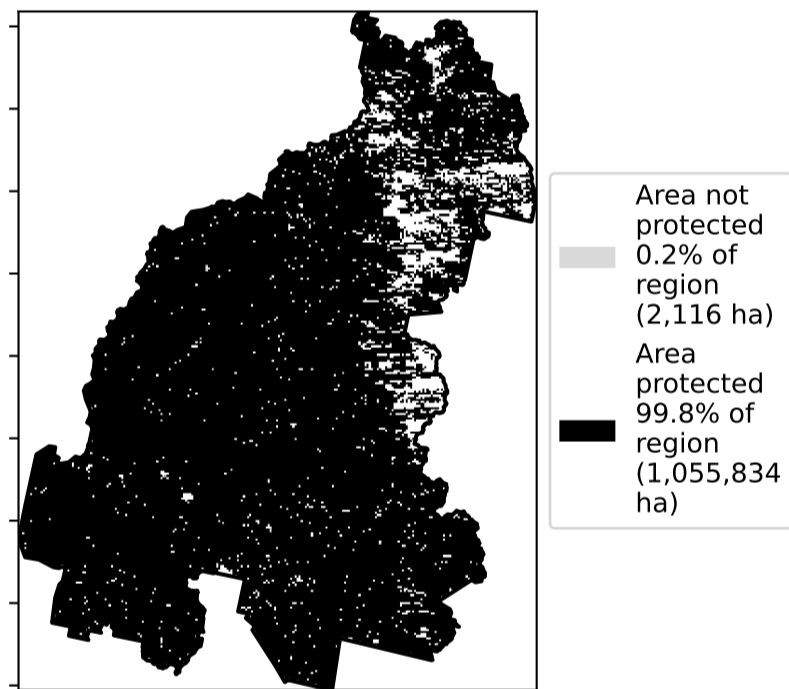 Area not
protected
0.2% of
region
(2,116 ha)
Area
protected
99.8% of
region
(1,055,834
ha)